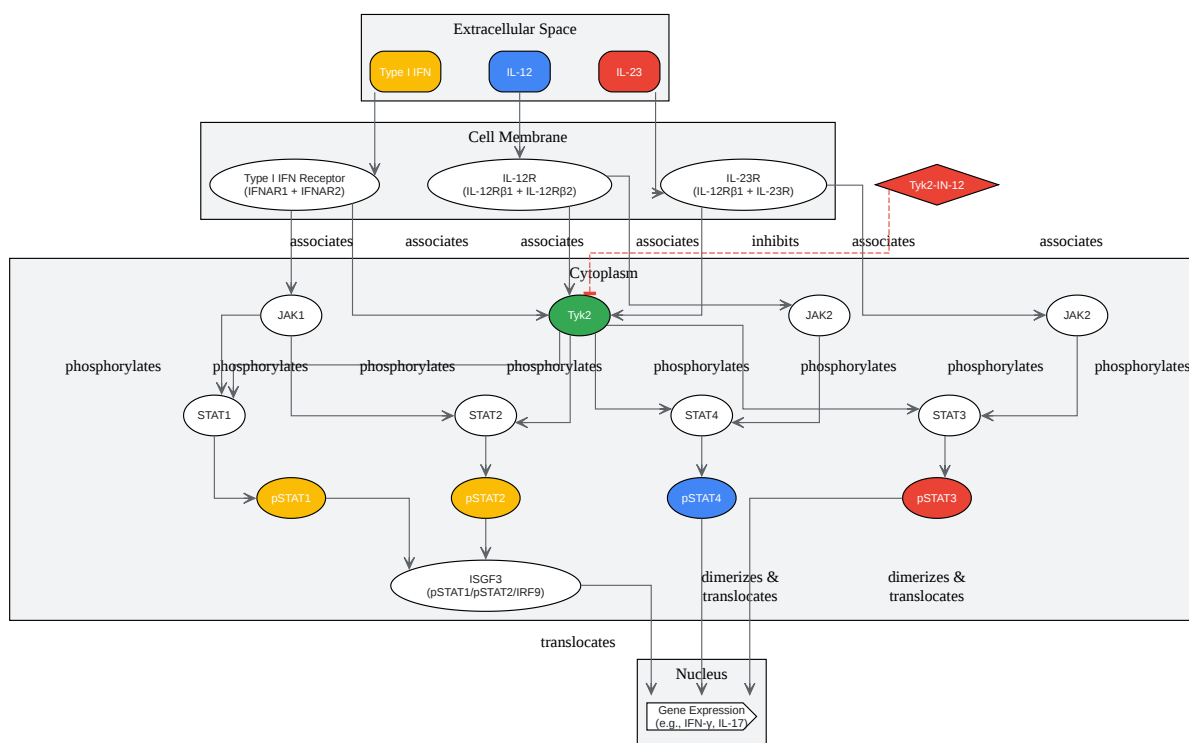 Extracellular Space
Type I IFN
IL-12
IL-23
Cell Membrane
Type I IFN Receptor
(IFNAR1 + IFNAR2)
IL-12R
(IL-12Rβ1 + IL-12Rβ2)
IL-23R
(IL-12Rβ1 + IL-23R)
Tyk2-IN-12
associates
associates
associates
associates
inhibits
associates
associates
Cytoplasm
JAK1
Tyk2
JAK2
JAK2
phosphorylates
phosphorylates
phosphorylates
phosphorylates
phosphorylates
phosphorylates
phosphorylates
phosphorylates
STAT1
STAT2
STAT4
STAT3
pSTAT1
pSTAT2
pSTAT4
pSTAT3
ISGF3
(pSTAT1/pSTAT2/IRF9)
dimerizes &
translocates
dimerizes &
translocates
translocates
Nucleus
Gene Expression
(e.g., IFN-γ, IL-17)